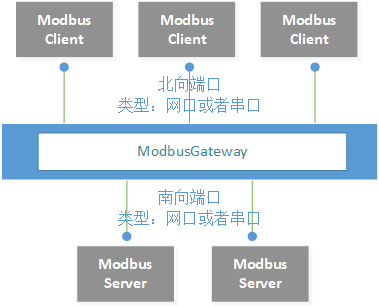 Modbus
Client
Modbus
Client
Modbus
Client
北向端口
类型：网口或者串口
ModbusGateway
南向端口
类型：网口或者串口
Modbus
Server
Modbus
Server